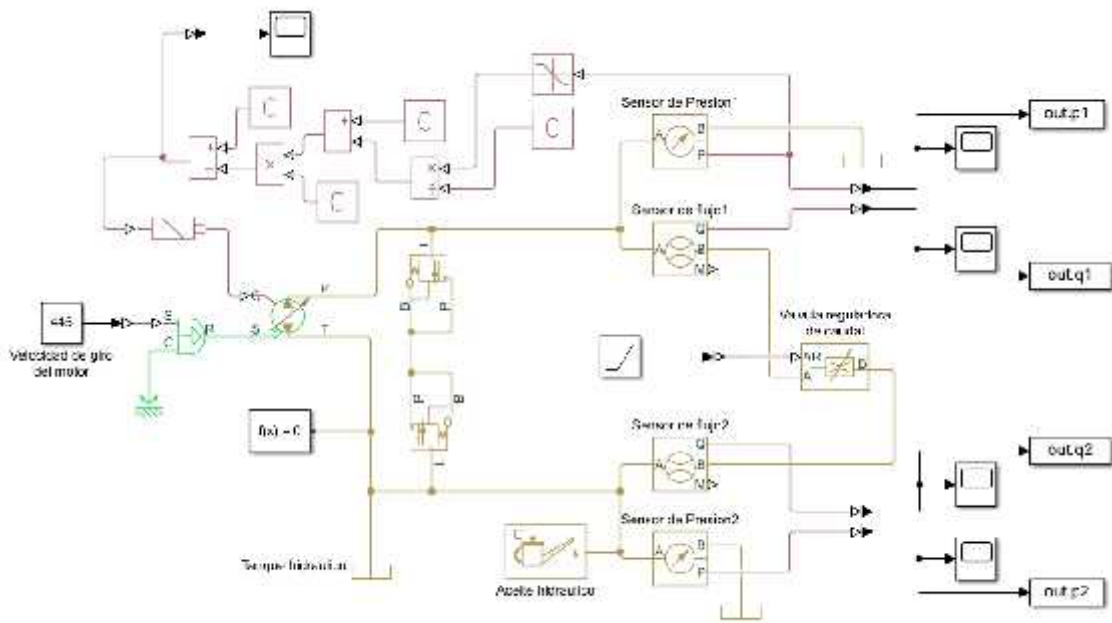 C
C
C
C
Sensor de Presion1
A
B
P
out.p1
Sensor de flujo1
A
Q
B
M
out.q1
S
C
R
S
T
Velocidad de giro
del motor
Valvula reguladora
de caudal
AR
A
B
f(x) = 0
Sensor de flujo2
A
Q
B
M
out.q2
Sensor de Presion2
A
B
P
Tanque hidraulico
Aceite hidraulico
out.p2